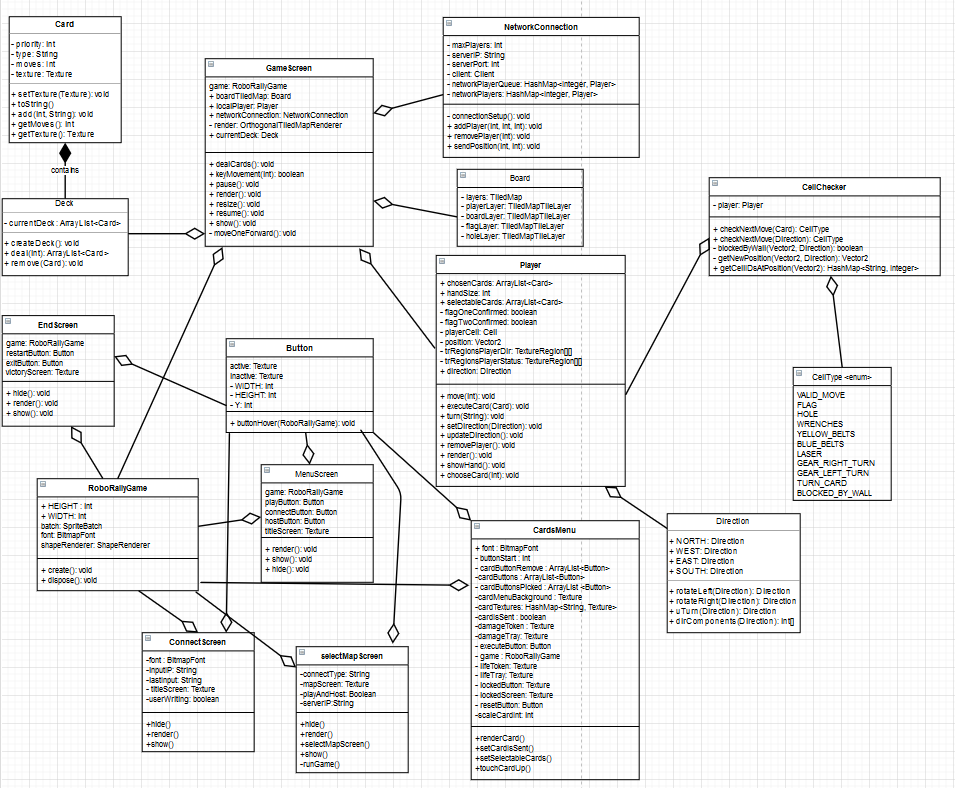 Card
- priority: int
- type: String
- moves: int
- texture: Texture
+ setTexture(Texture): void
+ toString()
+ add(int, String): void
+ getMoves(): int
+ getTexture(): Texture
contains
Deck
- currentDeck : ArrayList<Card>
+ createDeck(): void
+ deal(int): ArrayList<Card>
+ remove(Card): void
GameScreen
game: RoboRallyGame
+ boardTiledMap: Board
+ localPlayer: Player
+ networkConnection: NetworkConnection
- render: OrthogonalTiledMapRenderer
+ currentDeck: Deck
+ dealCards(): void
+ keyMovement(int): boolean
+ pause(): void
+ render(): void
+ resize(): void
+ resume(): void
+ show(): void
- moveOneForward(): void
NetworkConnection
- maxPlayers: int
- serverIP: String
- serverPort: int
- client: Client
- networkPlayerQueue: HashMap<Integer, Player>
- networkPlayers: HashMap<Integer, Player>
- connectionSetup(): void
- addPlayer(int, int, int): void
- removePlayer(int): void
- sendPosition(int, int): void
Board
- layers: TiledMap
- playerLayer: TiledMapTileLayer
- boardLayer: TiledMapTileLayer
- flagLayer: TiledMapTileLayer
- holeLayer: TiledMapTileLayer
CellChecker
- player: Player
+ checkNextMove(Card): CellType
+ checkNextMove(Direction): CellType
- blockedByWall(Vector2, Direction): boolean
- getNewPosition(Vector2, Direction): Vector2
+ getCellIDsAtPosition(Vector2): HashMap<String, Integer>
Player
+ chosenCards: ArrayList<Card>
+ handSize: int
+ selectableCards: ArrayList<Card>
- flagOneConfirmed: boolean
- flagTwoConfirmed: boolean
- playerCell: Cell
- position: Vector2
- trRegionsPlayerDir: TextureRegion[][]
- trRegionsPlayerStatus: TextureRegion[][]
+ direction: Direction
+ move(int): void
+ executeCard(Card): void
+ turn(String): void
+ setDirection(Direction): void
+ updateDirection(): void
+ removePlayer(): void
+ render(): void
+ showHand(): void
+ chooseCard(int): void
EndScreen
game: RoboRallyGame
restartButton: Button
exitButton: Button
victoryScreen: Texture
+ hide(): void
+ render(): void
+ show(): void
Button
active: Texture
inactive: Texture
- WIDTH: int
- HEIGHT: int
- Y: int
+ buttonHover(RoboRallyGame): void
CellType <enum>
VALID_MOVE
FLAG
HOLE
WRENCHES
YELLOW_BELTS
BLUE_BELTS
LASER
GEAR_RIGHT_TURN
GEAR_LEFT_TURN
TURN_CARD
BLOCKED_BY_WALL
MenuScreen
game: RoboRallyGame
playButton: Button
connectButton: Button
hostButton: Button
titleScreen: Texture
+ render(): void
+ show(): void
+ hide(): void
RoboRallyGame
+ HEIGHT : int
+ WIDTH: int
batch: SpriteBatch
font: BitmapFont
shapeRenderer: ShapeRenderer
+ create(): void
+ dispose(): void
CardsMenu
+ font : BitmapFont
- buttonStart : int
- cardButtonRemove : ArrayList<Button>
-cardButtons : ArrayList<Button>
- cardButtonsPicked : ArrayList <Button>
-cardMenuBackground : Texture
-cardTextures: HashMap<String, Texture>
-cardisSent : boolean
-damageToken : Texture
-damageTray: Texture
- executeButton: Button
- game : RoboRallyGame
- lifeToken: Texture
-lifeTray: Texture
- lockedButton: Texture
- lockedScreen: Texture
- resetButton: Button
-scaleCardInt: int
+renderCard()
+setCardisSent()
+setSelectableCards()
+touchCardUp()
Direction
+ NORTH: Direction
+ WEST: Direction
+ EAST: Direction
+ SOUTH: Direction
+ rotateLeft(Direction): Direction
+ rotateRight(Direction): Direction
+ uTurn(Direction): Direction
+ dirComponents(Direction): int[]
ConnectScreen
-font : BitmapFont
-inputIP: String
-lastInput: String
- titleScreen: Texture
-userWriting: boolean
+hide()
+render()
+show()
selectMapScreen
-connectType: String
-mapScreen: Texture
-playAndHost: Boolean
-serverIP:String
+hide()
+render()
+selectMapScreen()
+show()
-runGame()